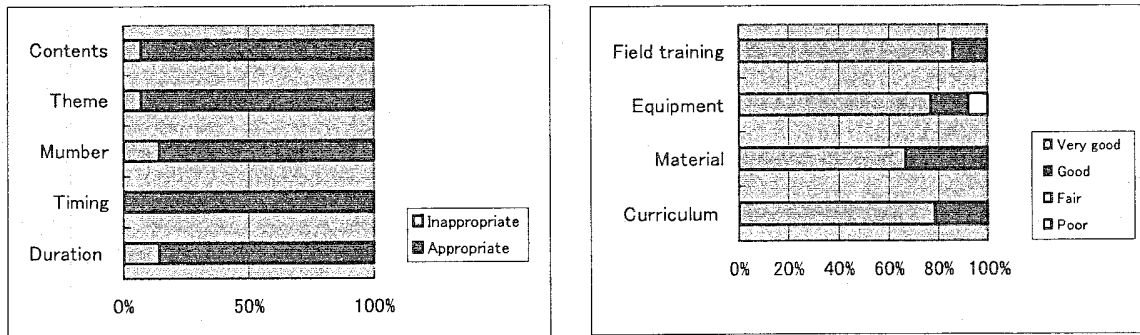 Contents
Theme
Mumber
Timing
Duration
0%
50%
100%
Inappropriate
Appropriate
Field training
Equipment
Material
Curriculum
0%
20%
40%
60%
80%
100%
Very good
Good
Fair
Poor